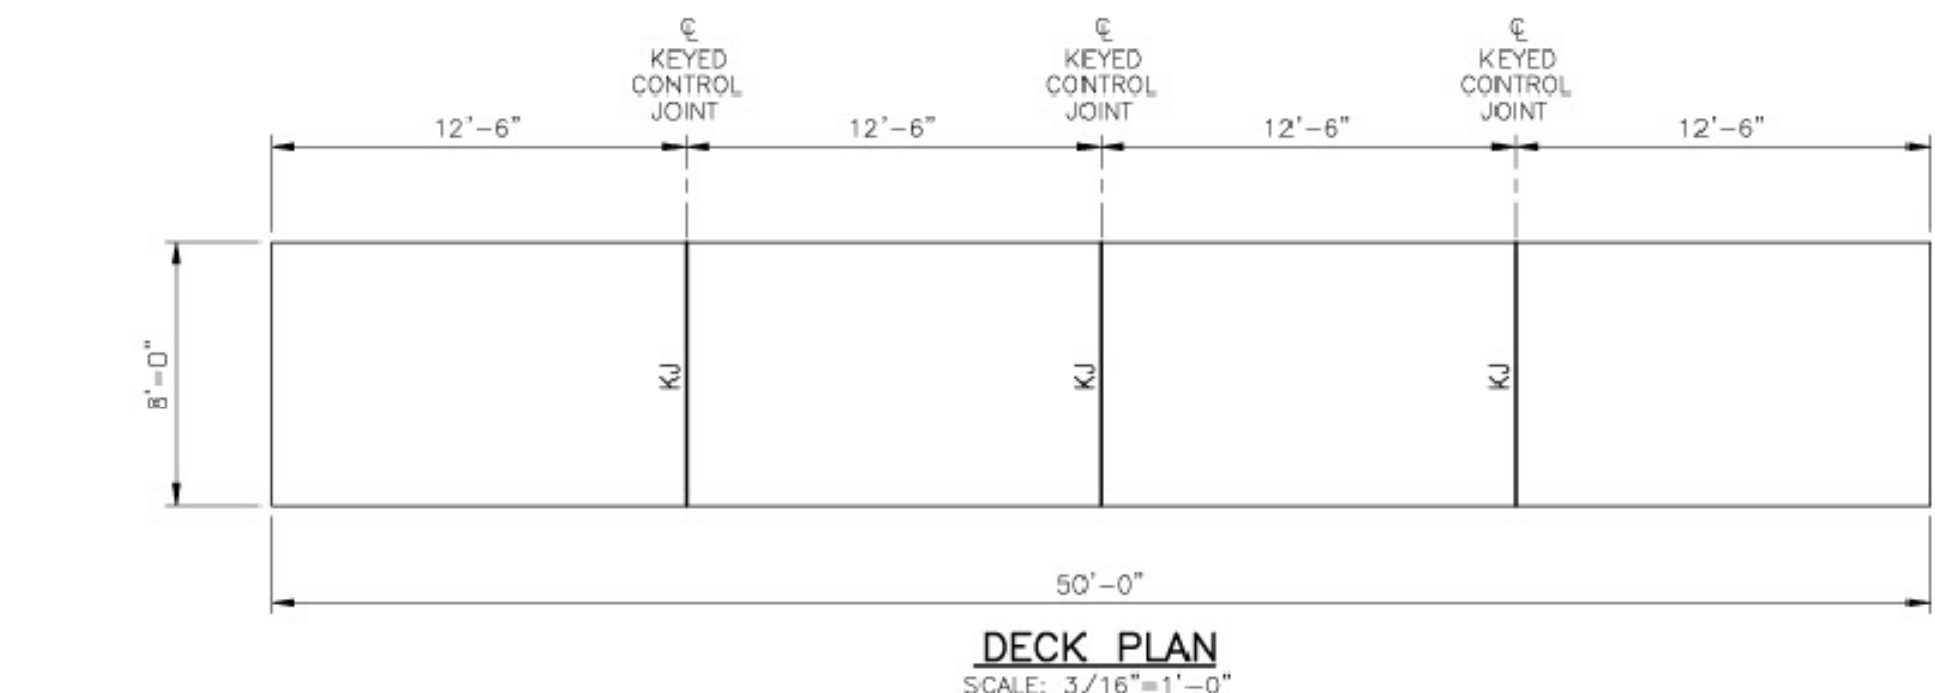 ℄
KEYED
CONTROL
JOINT
℄
KEYED
CONTROL
JOINT
℄
KEYED
CONTROL
JOINT
12'-6"
12'-6"
12'-6"
12'-6"
8'-0"
KJ
KJ
KJ
50'-0"
DECK PLAN
SCALE: 3/16"=1'-0"